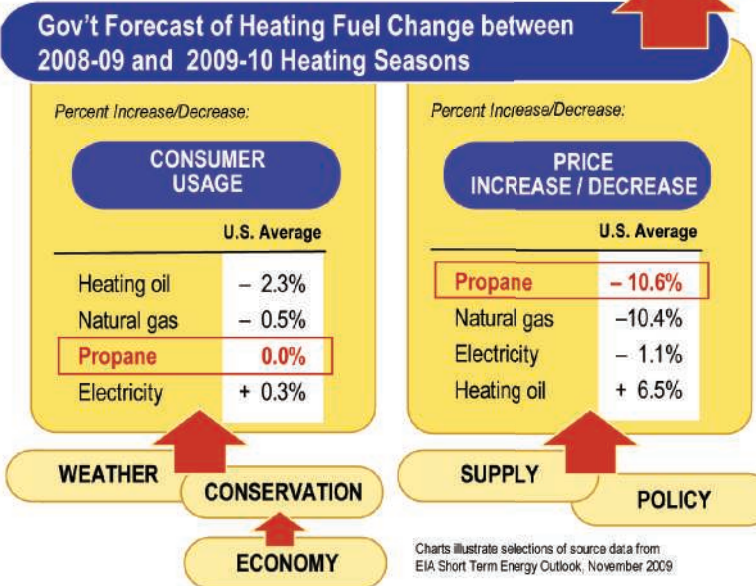 Gov't Forecast of Heating Fuel Change between
2008-09 and 2009-10 Heating Seasons
Percent Increase/Decrease:
CONSUMER
USAGE
U.S. Average
Heating oil – 2.3%
Natural gas – 0.5%
Propane 0.0%
Electricity + 0.3%
WEATHER
CONSERVATION
ECONOMY
Percent Increase/Decrease:
PRICE
INCREASE / DECREASE
U.S. Average
Propane – 10.6%
Natural gas –10.4%
Electricity – 1.1%
Heating oil + 6.5%
SUPPLY
POLICY
Charts illustrate selections of source data from
EIA Short Term Energy Outlook, November 2009